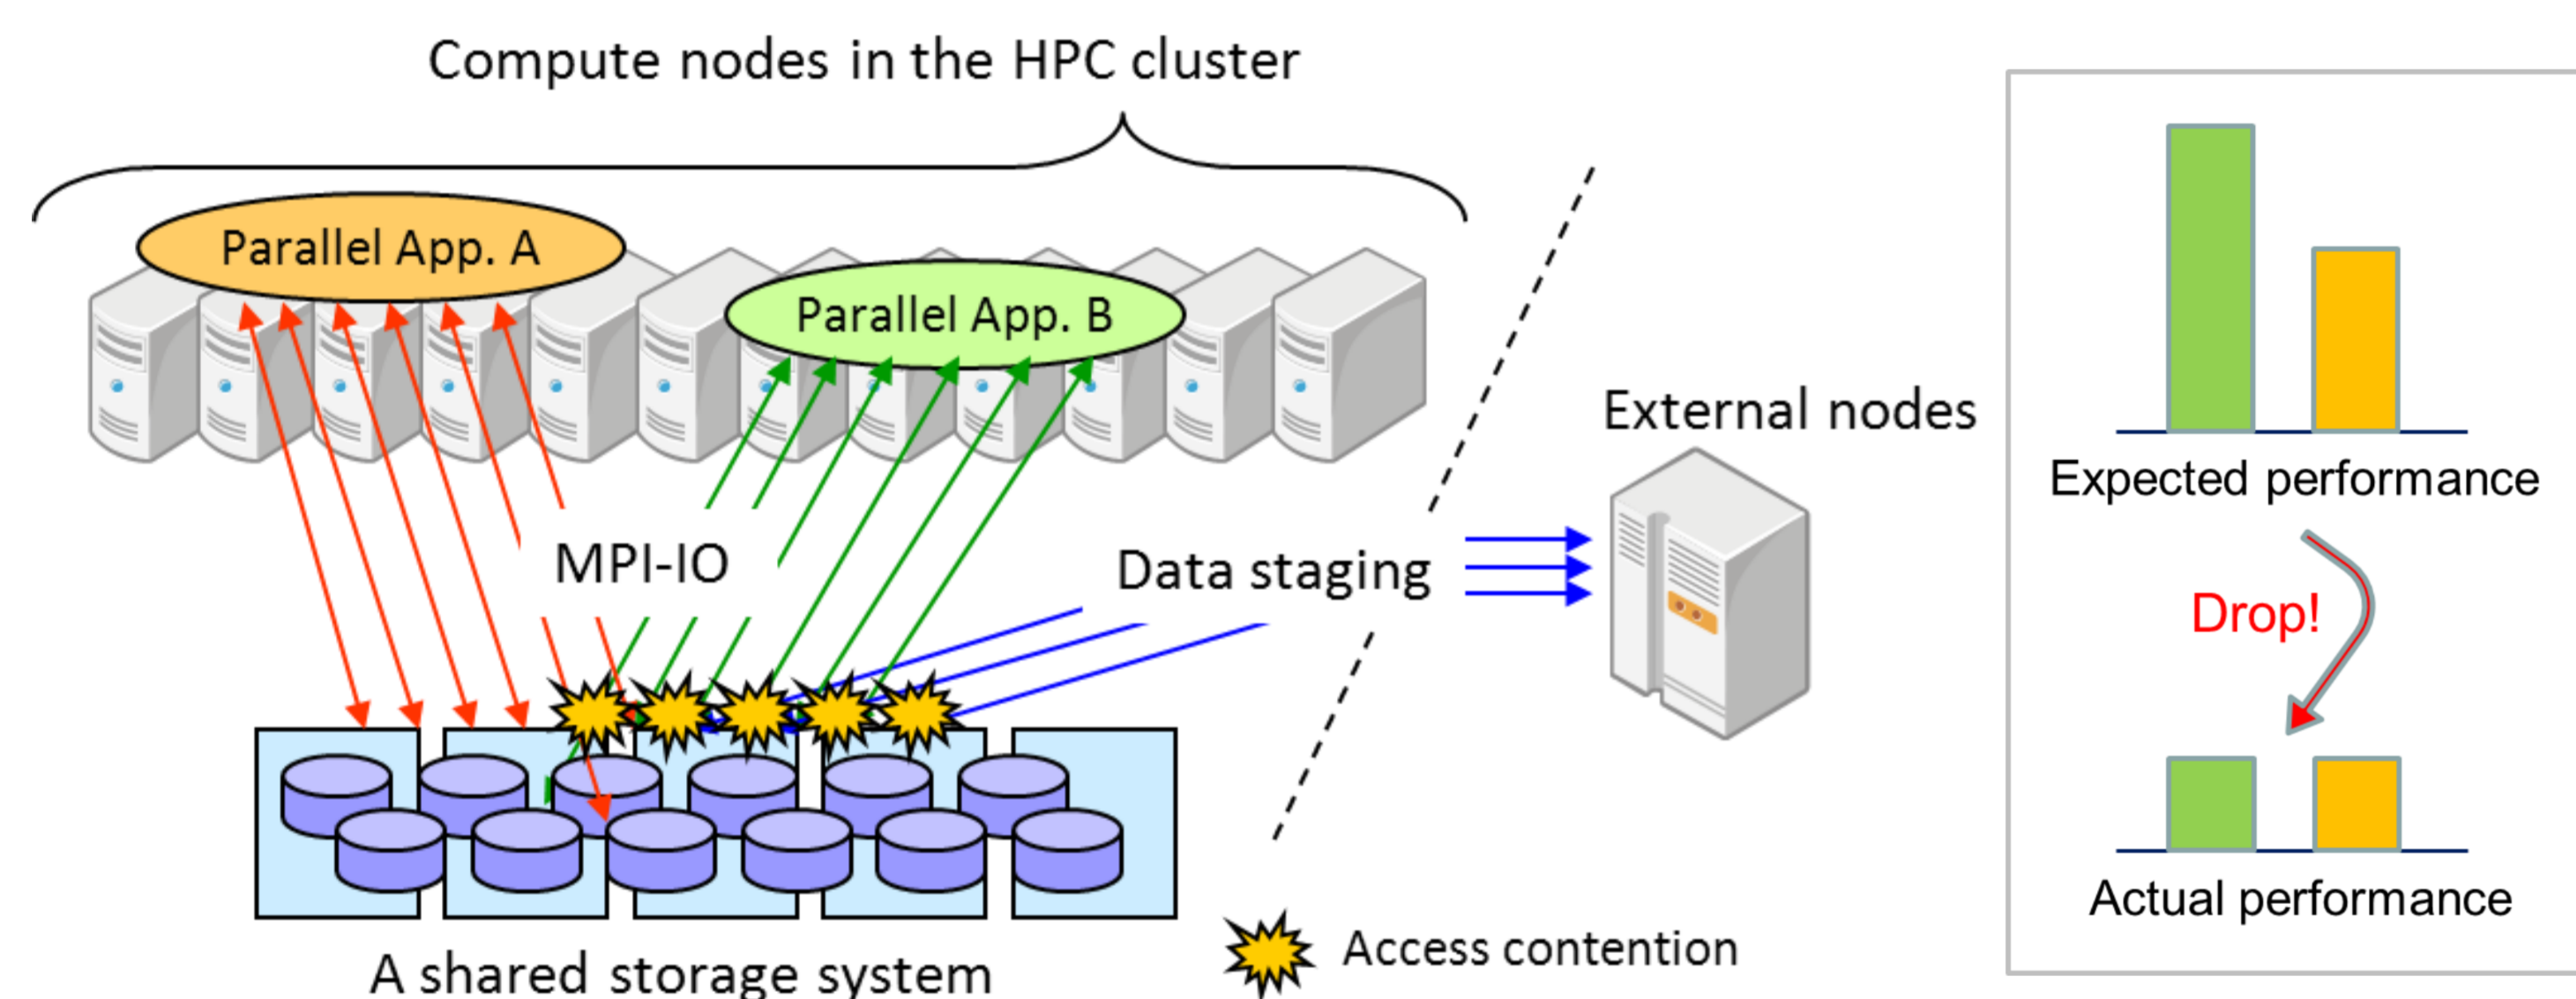 Compute nodes in the HPC cluster
Parallel App. A
Parallel App. B
External nodes
MPI-IO
Data staging
A shared storage system
Access contention
Expected performance
Drop!
Actual performance